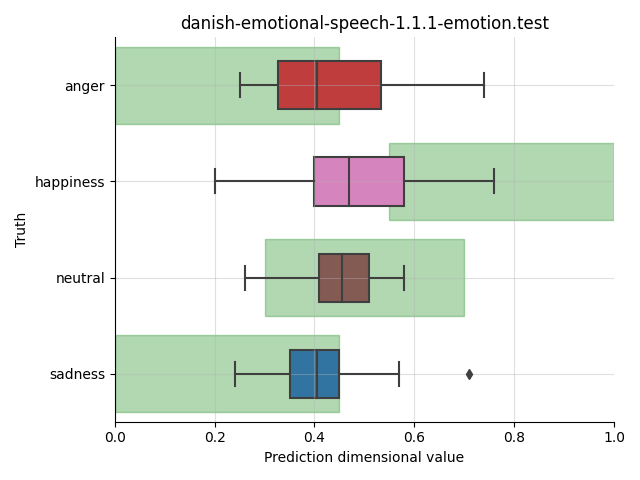 danish-emotional-speech-1.1.1-emotion.test
Truth
anger
happiness
neutral
sadness
0.0 0.2 0.4 0.6 0.8 1.0
Prediction dimensional value